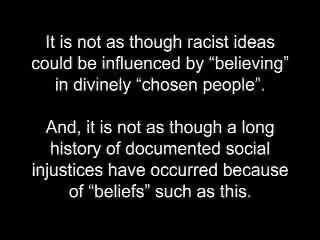 It is not as though racist ideas
could be influenced by “believing”
in divinely “chosen people”.
And, it is not as though a long
history of documented social
injustices have occurred because
of “beliefs” such as this.